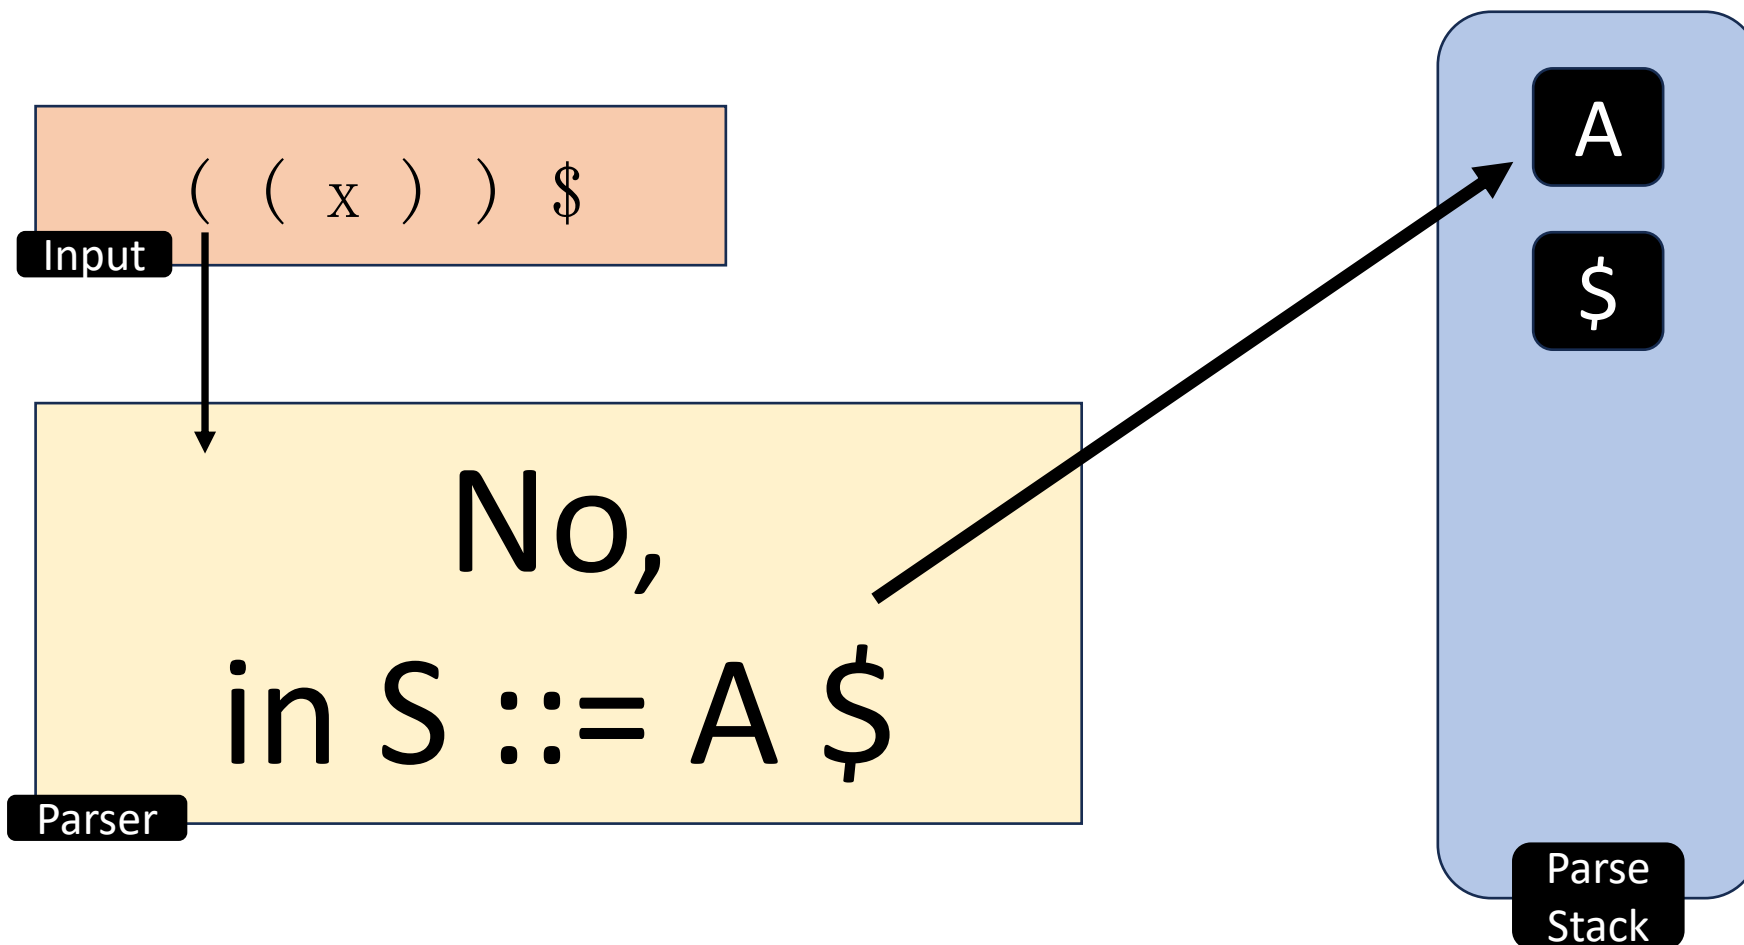 ( ( x ) ) $
Input
No,
in S ::= A $
Parser
A
$
Parse
Stack